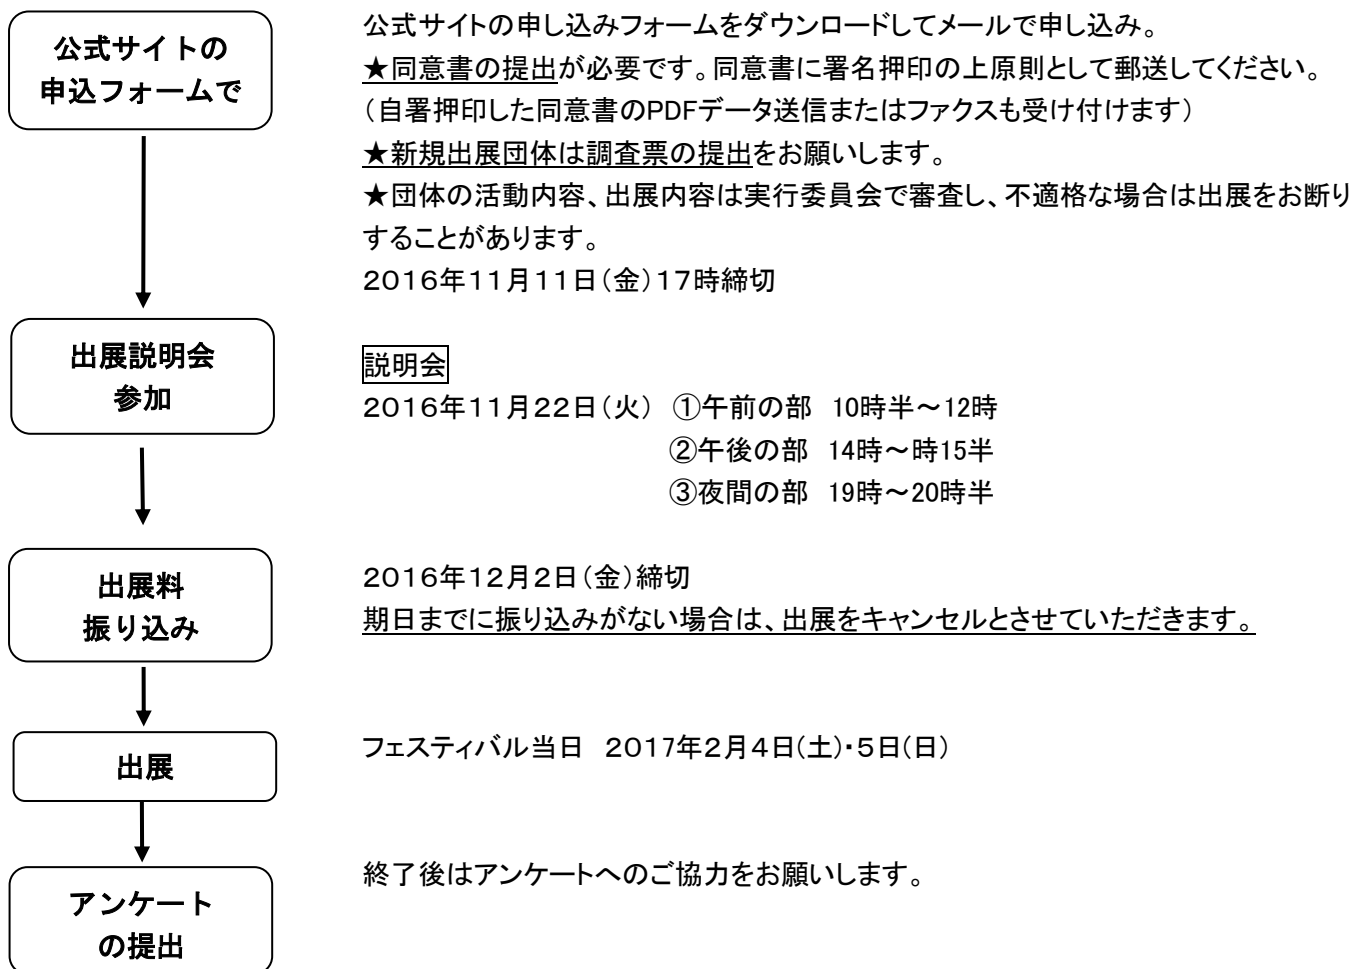 公式サイトの
申込フォームで
公式サイトの申し込みフォームをダウンロードしてメールで申し込み。
★同意書の提出が必要です。同意書に署名押印の上原則として郵送してください。
（自署押印した同意書のPDFデータ送信またはファクスも受け付けます）
★新規出展団体は調査票の提出をお願いします。
★団体の活動内容、出展内容は実行委員会で審査し、不適格な場合は出展をお断り
することがあります。
２０１６年１１月１１日（金）１７時締切
出展説明会
参加
説明会
２０１６年１１月２２日（火） ①午前の部 10時半～12時
②午後の部 14時～時15半
③夜間の部 19時～20時半
出展料
振り込み
２０１６年１２月２日（金）締切
期日までに振り込みがない場合は、出展をキャンセルとさせていただきます。
出展
フェスティバル当日 ２０１７年２月４日(土)・５日(日)
アンケート
の提出
終了後はアンケートへのご協力をお願いします。